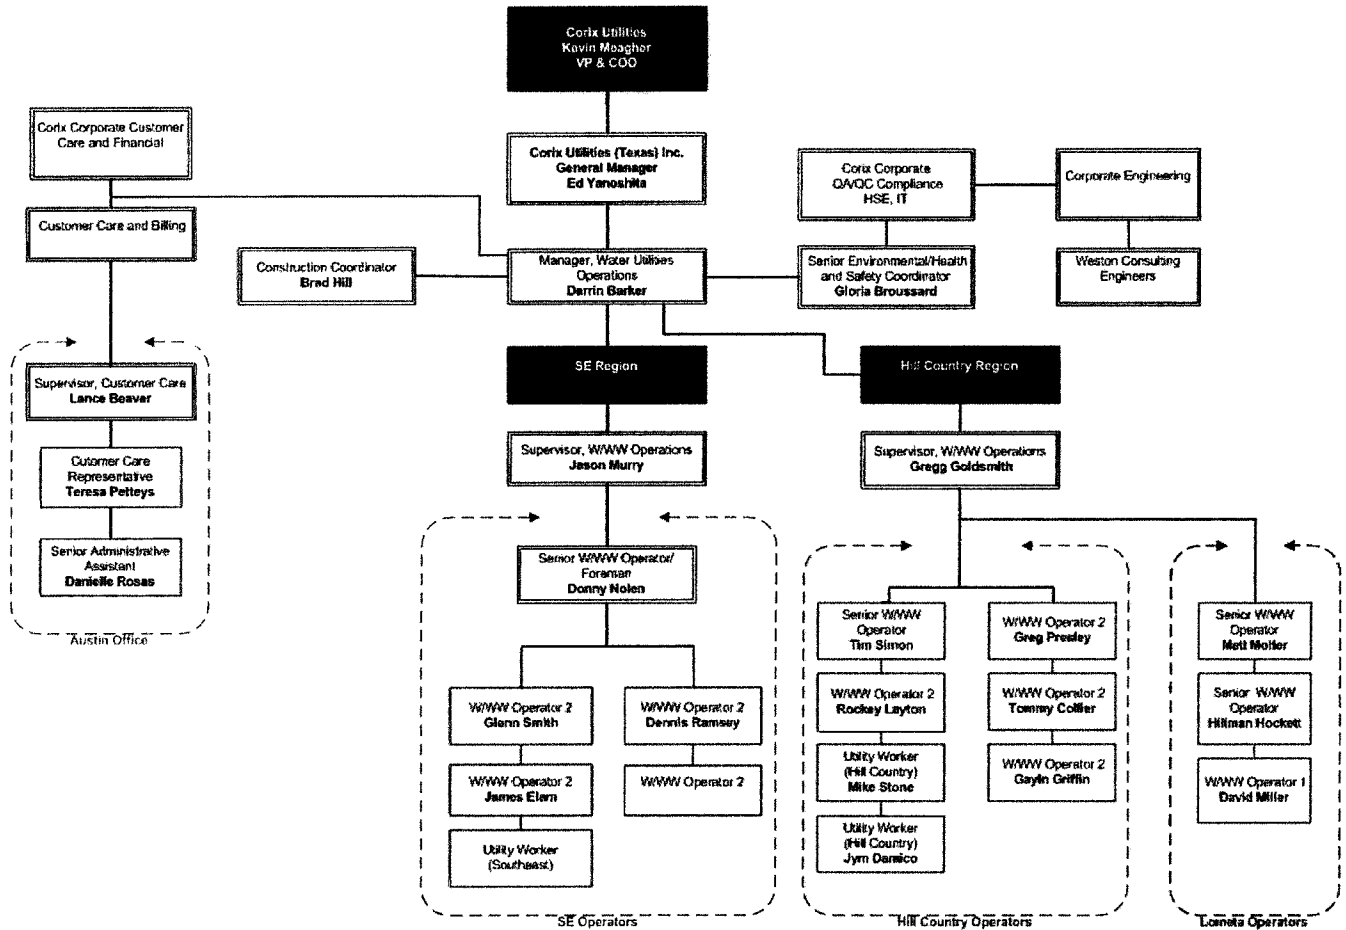 Corix Utilities
Kevin Meagher
VP & COO
Corix Corporate Customer
Care and Financial
Corix Utilities (Texas) Inc.
General Manager
Ed Yanoshita
Corix Corporate
QA/QC Compliance
HSE, IT
Corporate Engineering
Customer Care and Billing
Construction Coordinator
Brad Hill
Manager, Water Utilities
Operations
Darrin Barker
Senior Environmental/Health
and Safety Coordinator
Gloria Broussard
Weston Consulting
Engineers
SE Region
Hill Country Region
Supervisor, Customer Care
Lance Beaver
Cutomer Care
Representative
Teresa Petteys
Senior Administrative
Assistant
Danielle Rosas
Austin Office
Supervisor, W/WW Operations
Jason Murry
Supervisor, W/WW Operations
Gregg Goldsmith
Senior W/WW Operator/
Foreman
Donny Nolen
W/WW Operator 2
Glenn Smith
W/WW Operator 2
Dennis Ramsey
W/WW Operator 2
James Elam
W/WW Operator 2
Utility Worker
(Southeast)
SE Operators
Senior W/WW
Operator
Tim Simon
W/WW Operator 2
Greg Presley
W/WW Operator 2
Rockey Layton
W/WW Operator 2
Tommy Collier
Utility Worker
(Hill Country)
Mike Stone
W/WW Operator 2
Gayln Griffin
Utility Worker
(Hill Country)
Jym Damico
Hill Country Operators
Senior W/WW
Operator
Matt Molter
Senior W/WW
Operator
Hillman Hockett
W/WW Operator 1
David Miller
Lometa Operators